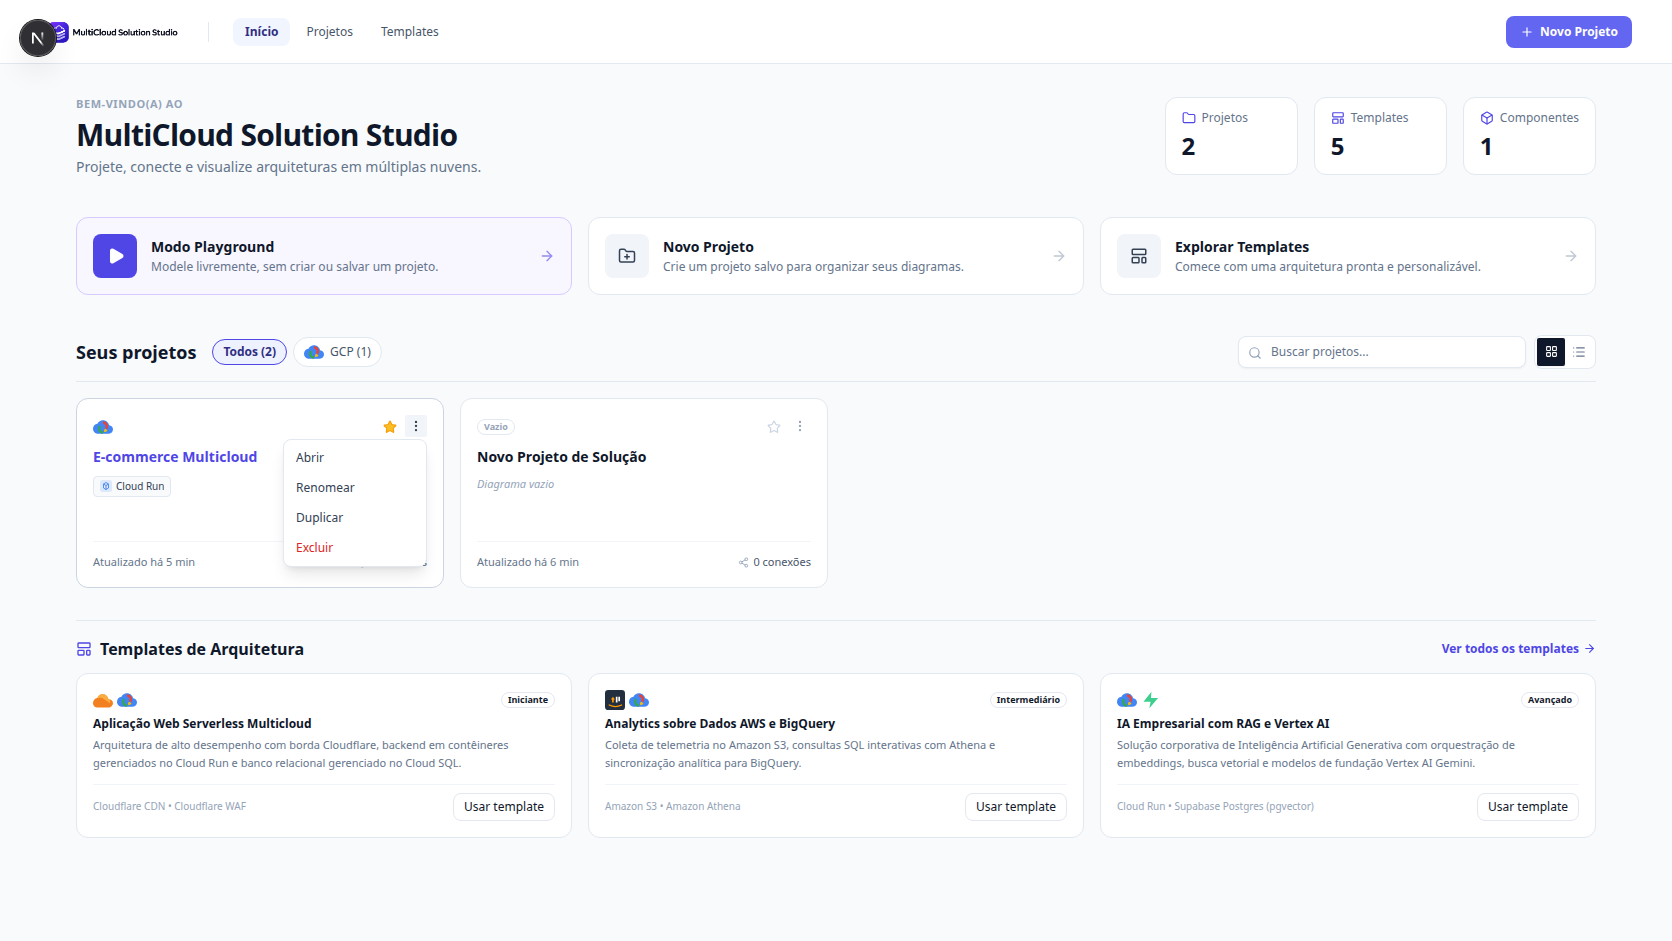 N
MultiCloud Solution Studio
Início
Projetos
Templates
Novo Projeto
BEM-VINDO(A) AO
MultiCloud Solution Studio
Projete, conecte e visualize arquiteturas em múltiplas nuvens.
Projetos
2
Templates
5
Componentes
1
Modo Playground
Modele livremente, sem criar ou salvar um projeto.
Novo Projeto
Crie um projeto salvo para organizar seus diagramas.
Explorar Templates
Comece com uma arquitetura pronta e personalizável.
Seus projetos
Todos (2)
GCP (1)
Buscar projetos...
E-commerce Multicloud
Cloud Run
Atualizado há 5 min
Abrir
Renomear
Duplicar
Excluir
Vazio
Novo Projeto de Solução
Diagrama vazio
Atualizado há 6 min
0 conexões
Templates de Arquitetura
Ver todos os templates
Iniciante
Aplicação Web Serverless Multicloud
Arquitetura de alto desempenho com borda Cloudflare, backend em contêineres
gerenciados no Cloud Run e banco relacional gerenciado no Cloud SQL.
Cloudflare CDN • Cloudflare WAF
Usar template
Intermediário
Analytics sobre Dados AWS e BigQuery
Coleta de telemetria no Amazon S3, consultas SQL interativas com Athena e
sincronização analítica para BigQuery.
Amazon S3 • Amazon Athena
Usar template
Avançado
IA Empresarial com RAG e Vertex AI
Solução corporativa de Inteligência Artificial Generativa com orquestração de
embeddings, busca vetorial e modelos de fundação Vertex AI Gemini.
Cloud Run • Supabase Postgres (pgvector)
Usar template